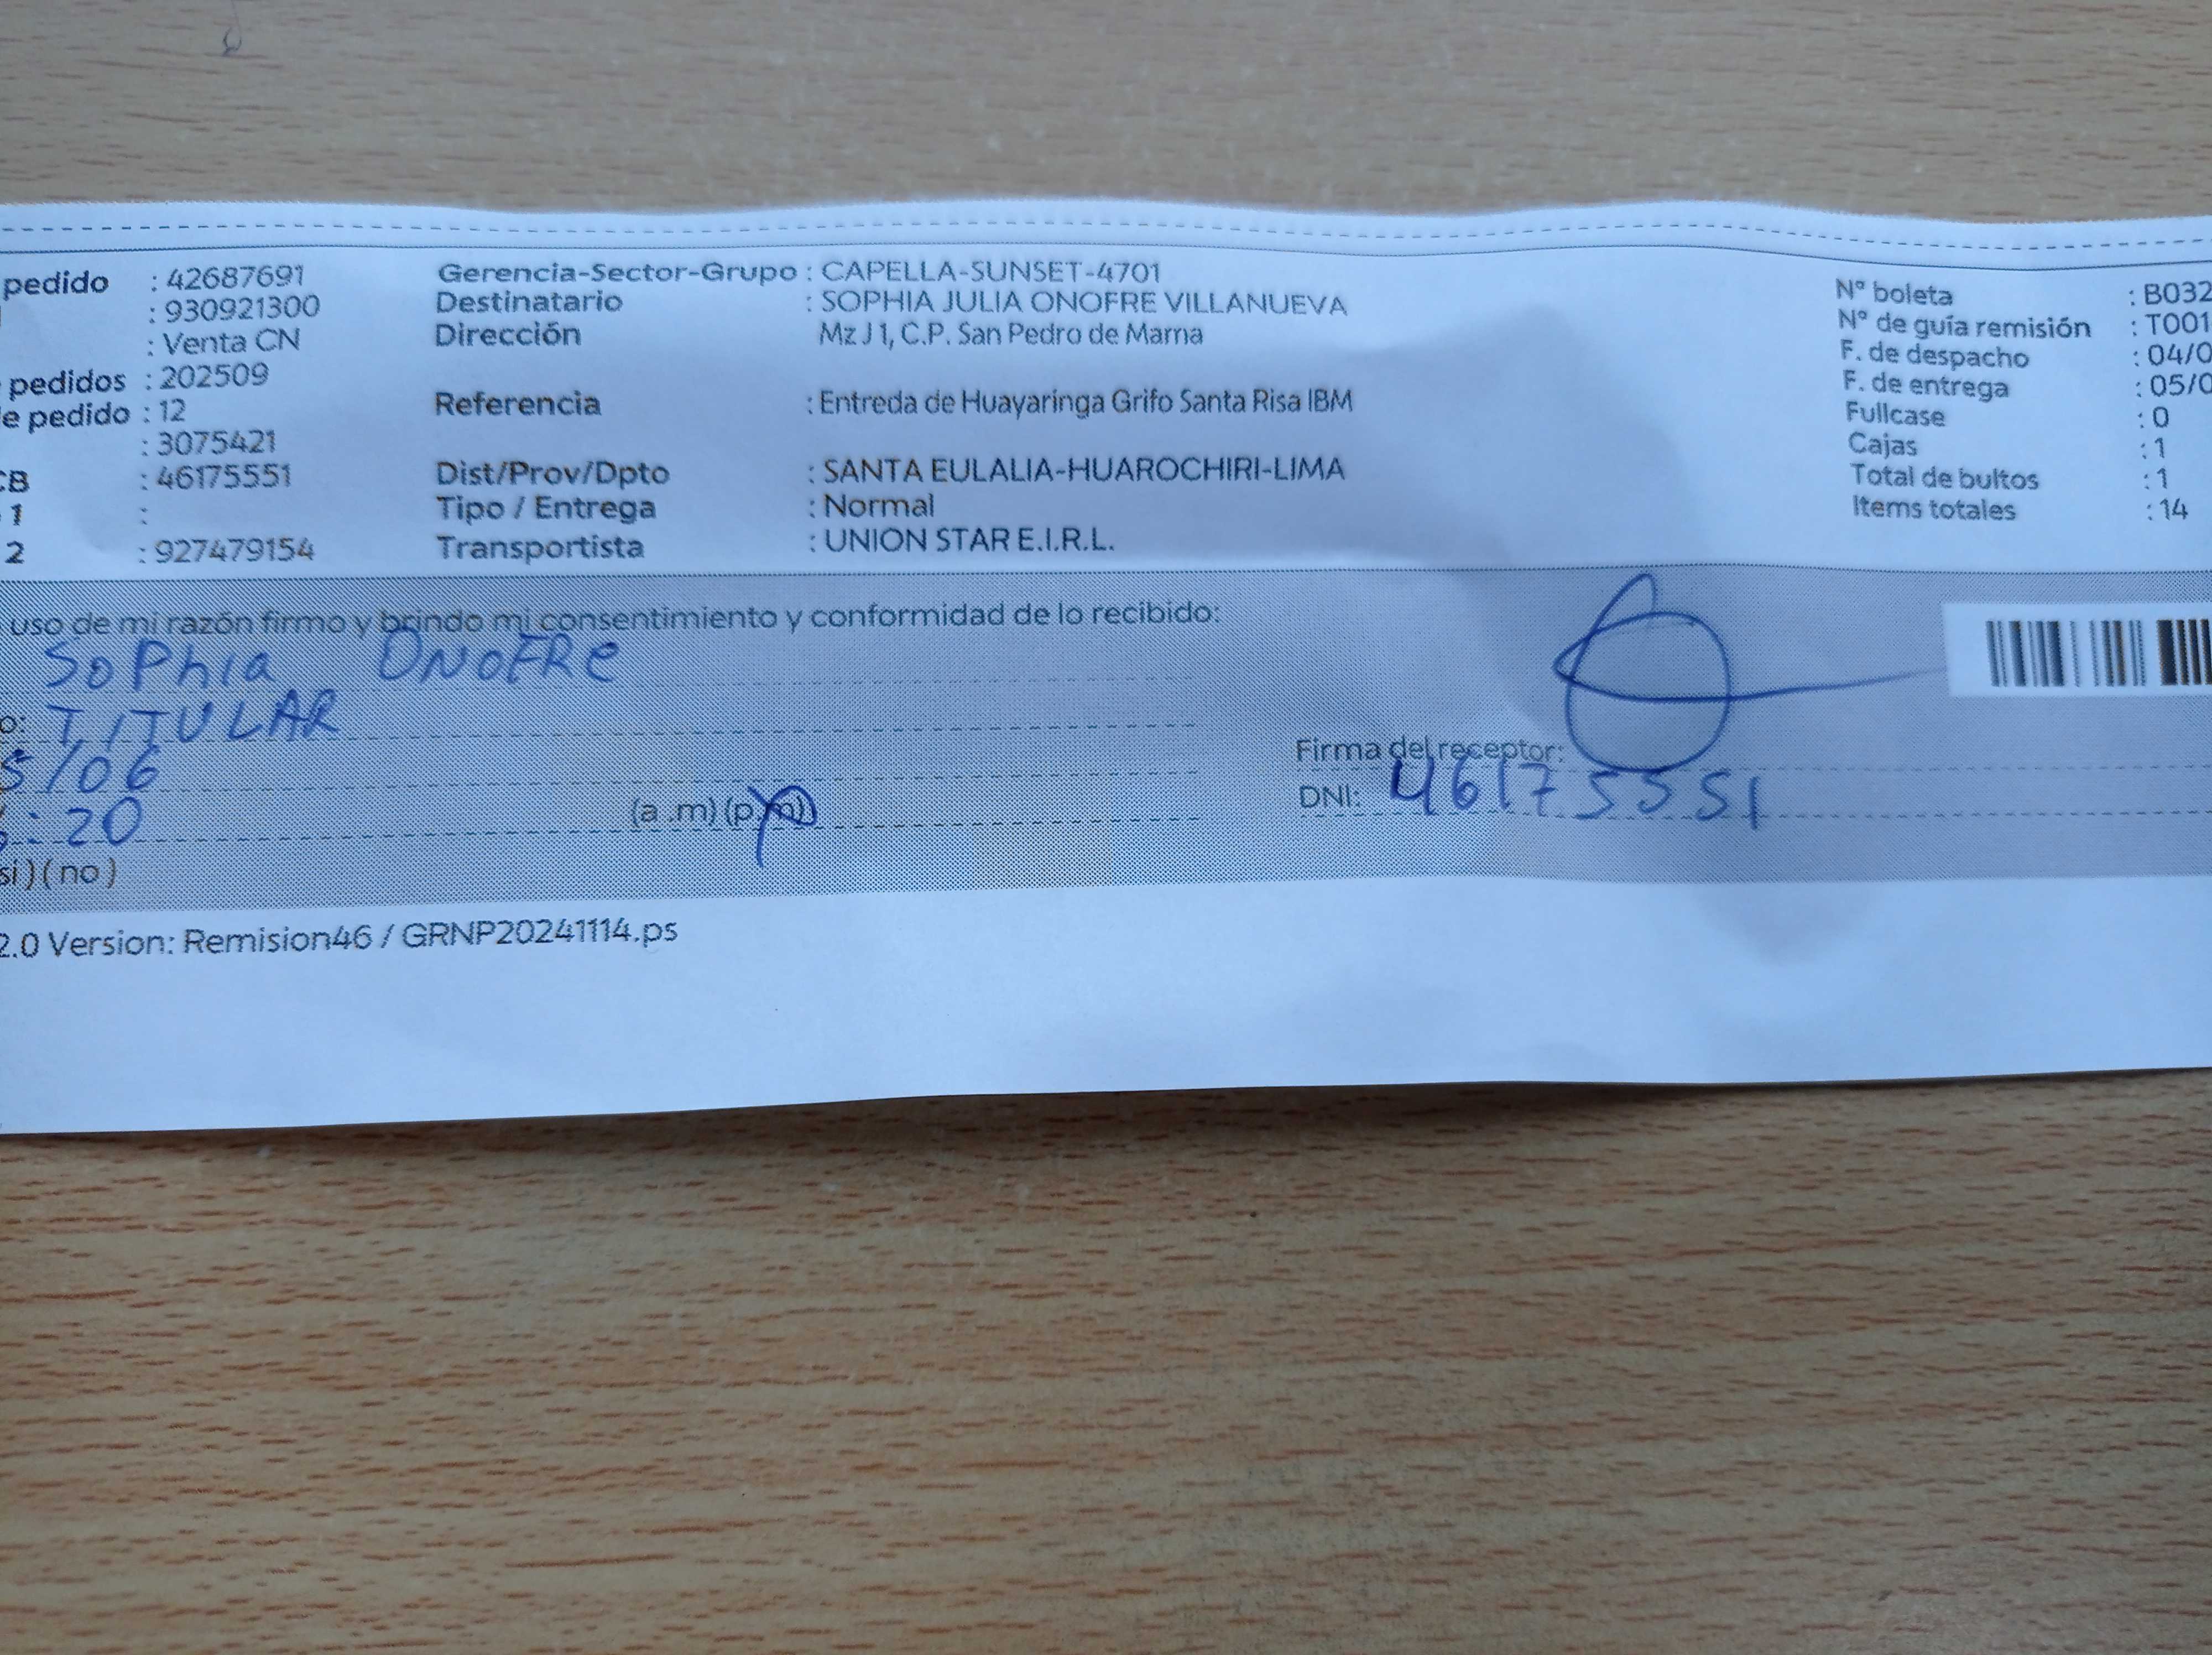 pedido : 42687691
: 930921300
: Venta CN
pedidos : 202509
e pedido : 12
: 3075421
CB : 46175551
1 :
2 : 927479154
Gerencia-Sector-Grupo : CAPELLA-SUNSET-4701
Destinatario : SOPHIA JULIA ONOFRE VILLANUEVA
Dirección Mz J 1, C.P. San Pedro de Mama
Referencia : Entreda de Huayaringa Grifo Santa Risa IBM
Dist/Prov/Dpto : SANTA EULALIA-HUAROCHIRI-LIMA
Tipo / Entrega : Normal
Transportista : UNION STAR E.I.R.L.
Nº boleta : B032
Nº de guía remisión : T001
F. de despacho : 04/0
F. de entrega : 05/0
Fullcase : 0
Cajas : 1
Total de bultos : 1
Items totales : 14
uso de mi razón firmo y brindo mi consentimiento y conformidad de lo recibido:
SoPhia ONOFRe
o: TITULAR
5/06
: 20 (a .m) (p.m)
si ) ( no )
Firma del receptor:
DNI: 46175551
2.0 Version: Remision46 / GRNP20241114.ps